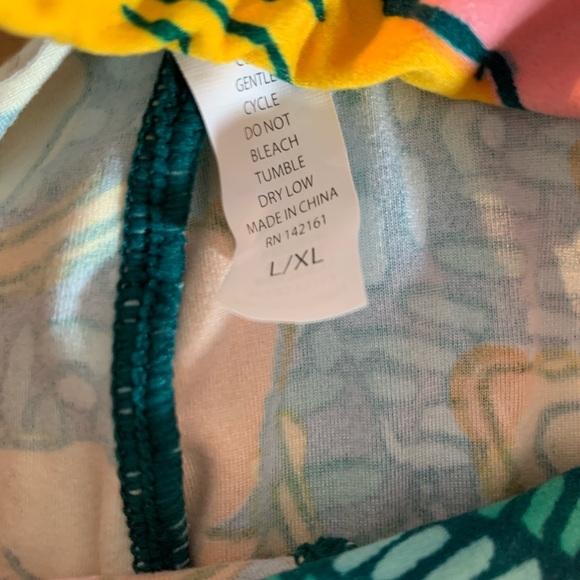 GENTLE
CYCLE
DO NOT
BLEACH
TUMBLE
DRY LOW
MADE IN CHINA
RN 142161
L/XL